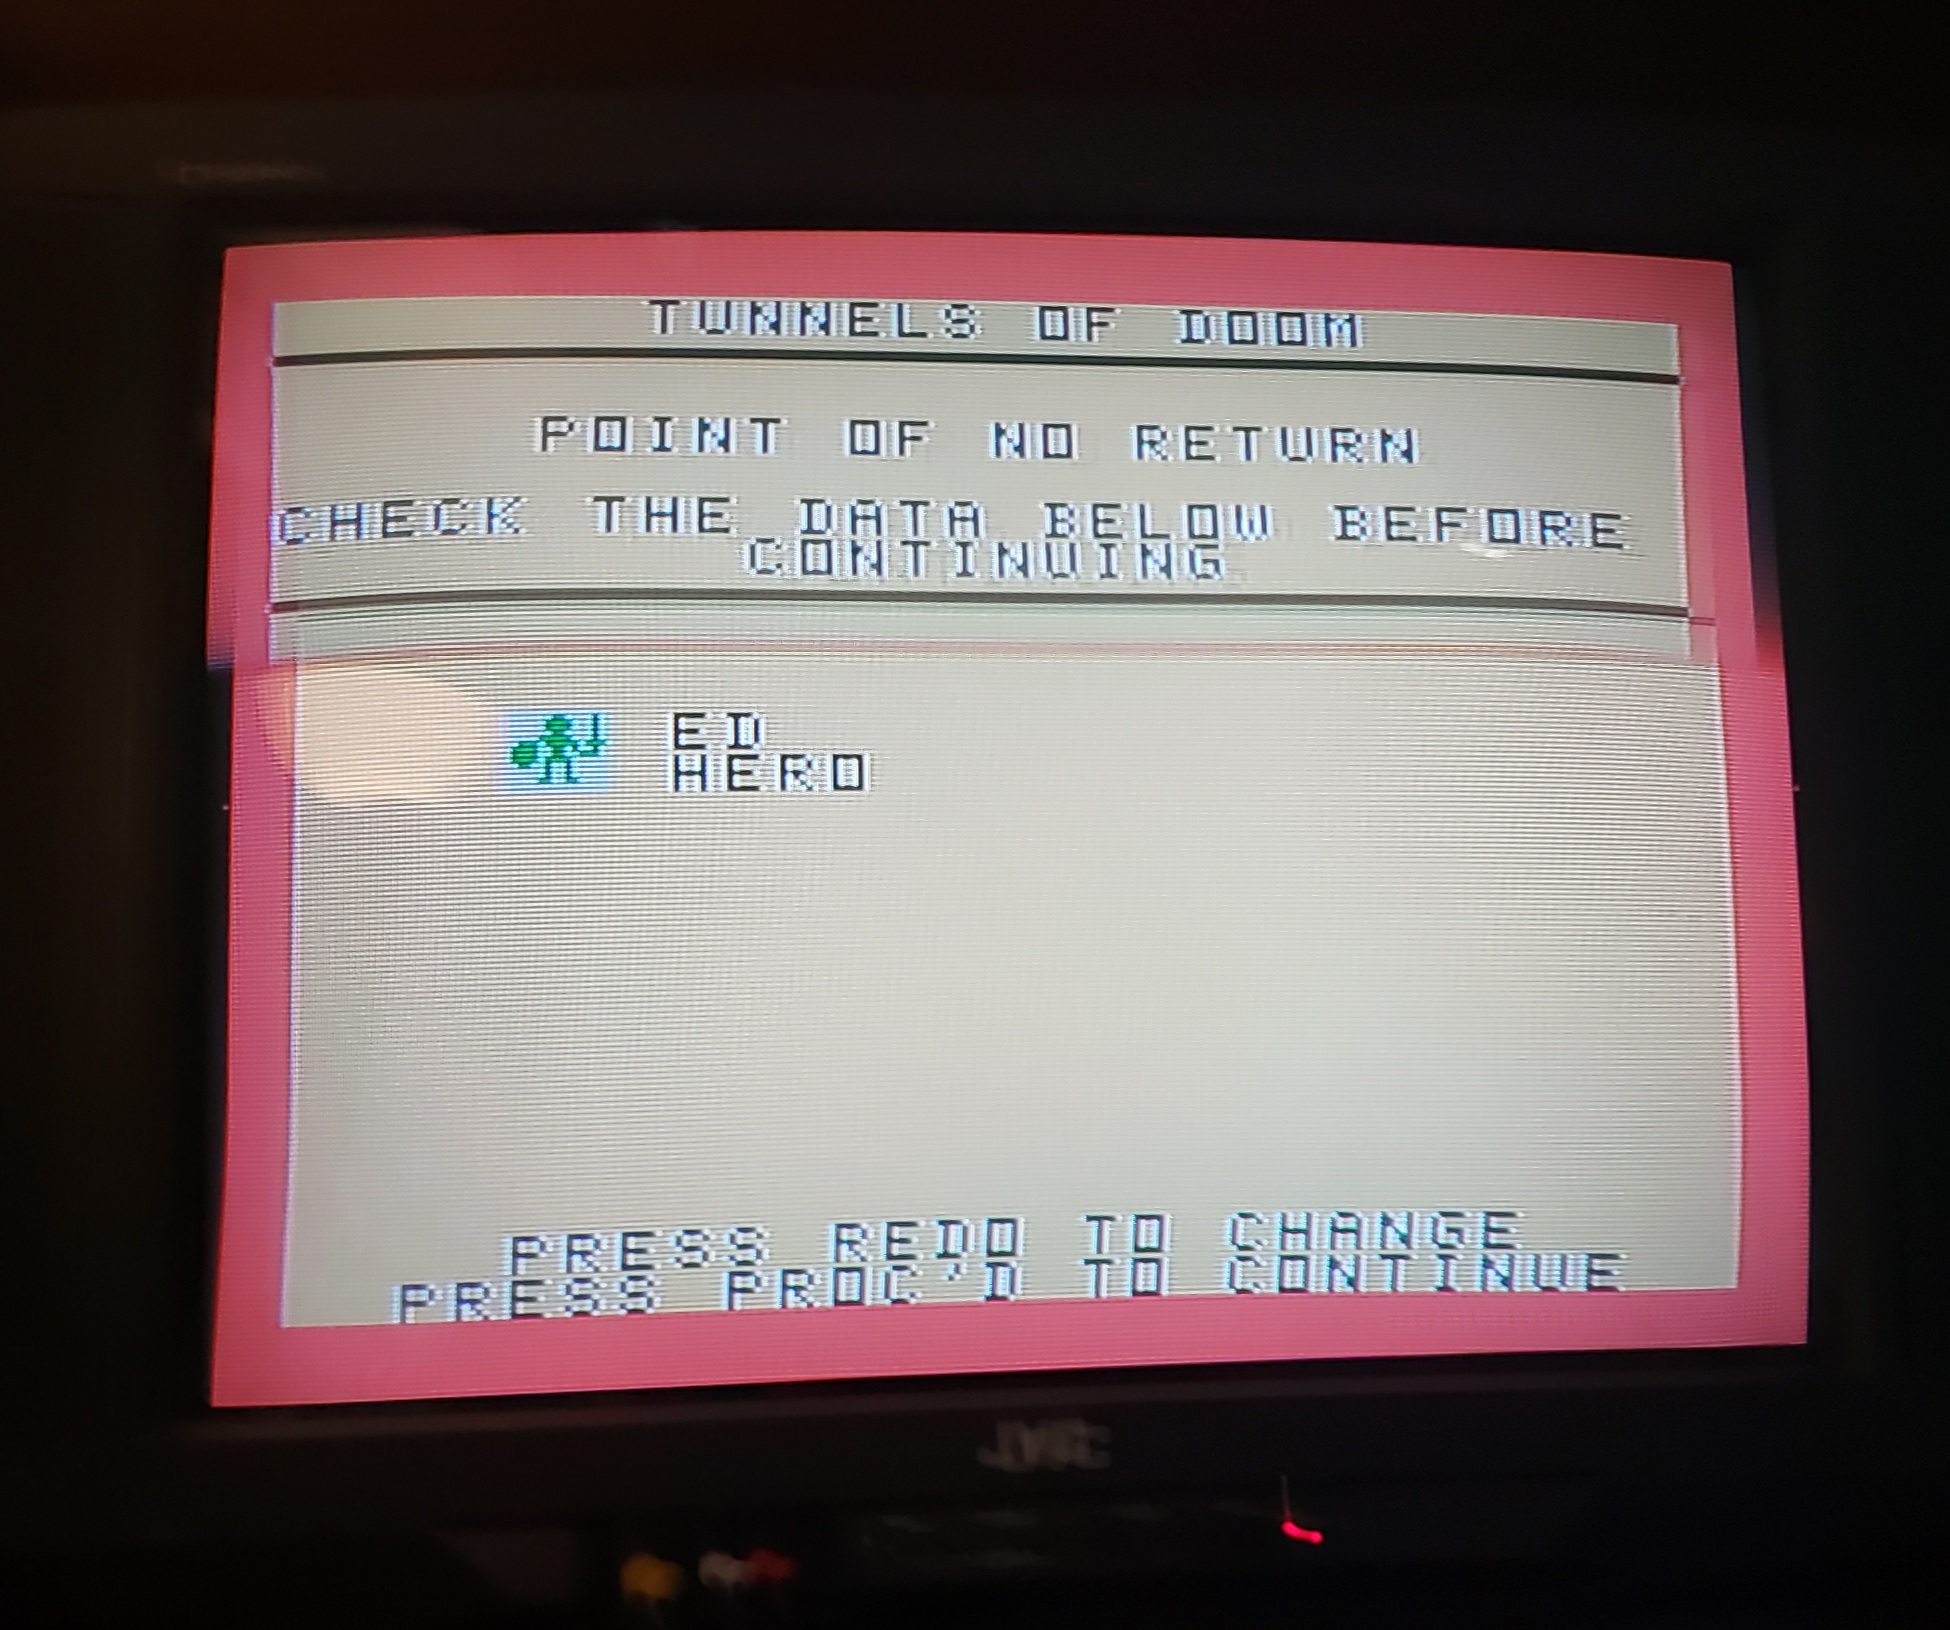 TUNNELS OF DOOM
POINT OF NO RETURN
CHECK THE DATA BELOW BEFORE
CONTINUING
ED
HERO
PRESS REDO TO CHANGE
PRESS PROC'D TO CONTINUE
JVC